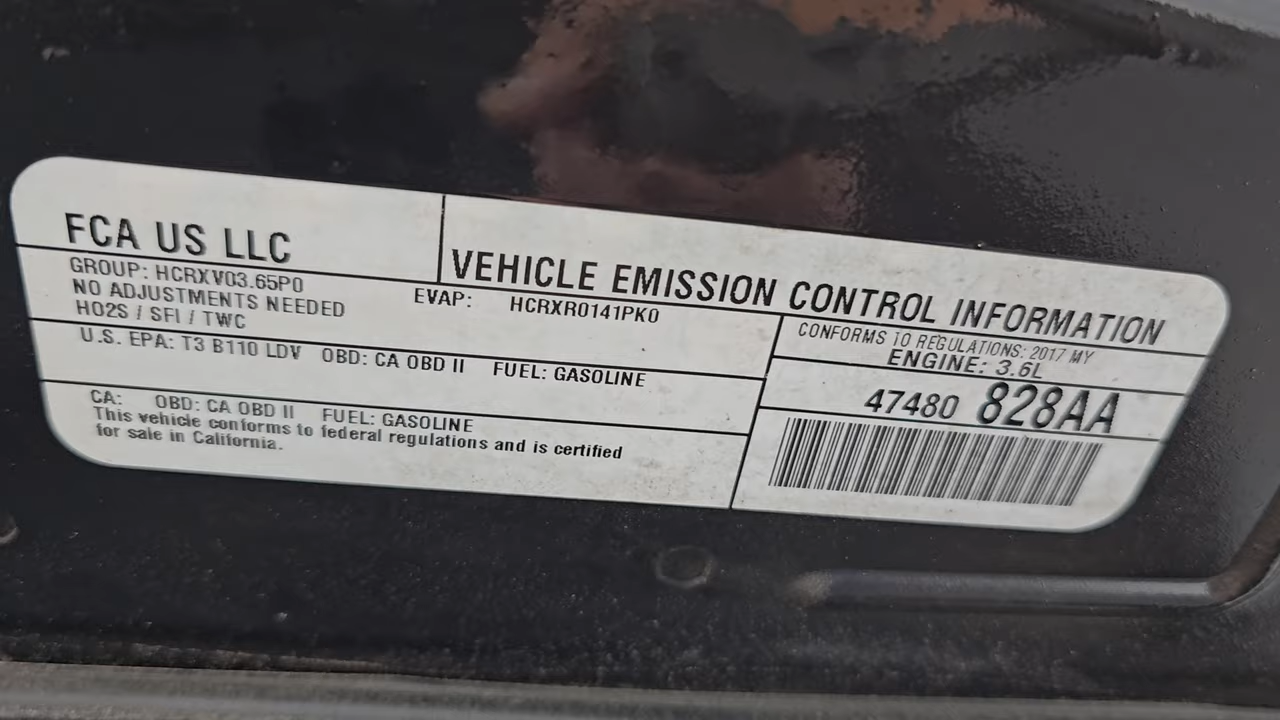 FCA US LLC
VEHICLE EMISSION CONTROL INFORMATION
GROUP: HCRXV03.65P0
NO ADJUSTMENTS NEEDED
HO2S / SFI / TWC
EVAP: HCRXR0141PK0
CONFORMS TO REGULATIONS: 2017 MY
ENGINE: 3.6L
U.S. EPA: T3 B110 LDV OBD: CA OBD II FUEL: GASOLINE
47480 828AA
CA: OBD: CA OBD II FUEL: GASOLINE
This vehicle conforms to federal regulations and is certified
for sale in California.